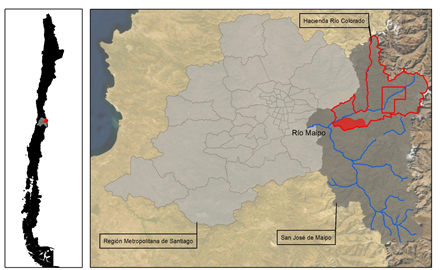 Hacienda Río Colorado
Río Maipo
San José de Maipo
Región Metropolitana de Santiago